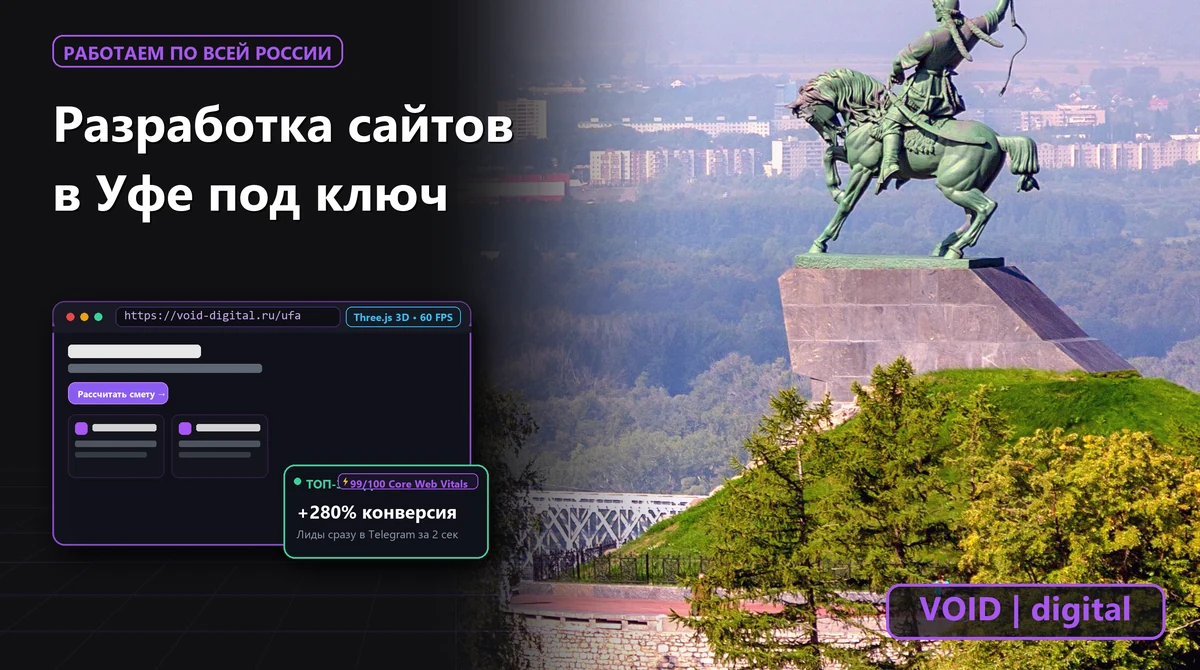 РАБОТАЕМ ПО ВСЕЙ РОССИИ
Разработка сайтов
в Уфе под ключ
https://void-digital.ru/ufa
Three.js 3D • 60 FPS
Рассчитать смету →
ТОП-
⚡99/100 Core Web Vitals
+280% конверсия
Лиды сразу в Telegram за 2 сек
VOID | digital